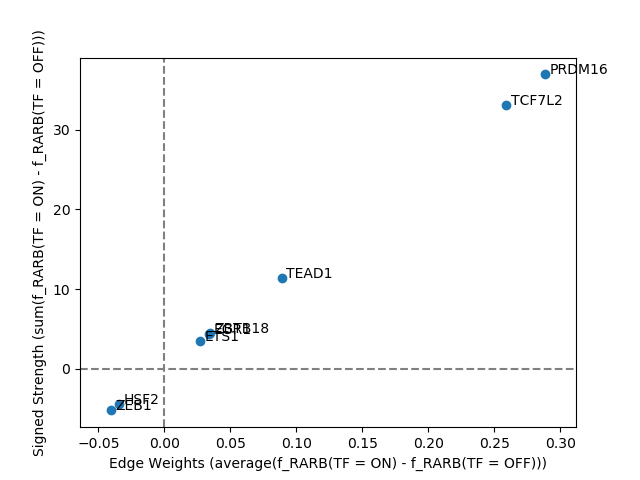 PRDM16
TCF7L2
TEAD1
ZBTB18
ETS1
HSF2
ZEB1
30
20
10
0
−0.05
0.00
0.05
0.10
0.15
0.20
0.25
0.30
Edge Weights (average(f_RARB(TF = ON) - f_RARB(TF = OFF)))
Signed Strength (sum(f_RARB(TF = ON) - f_RARB(TF = OFF)))